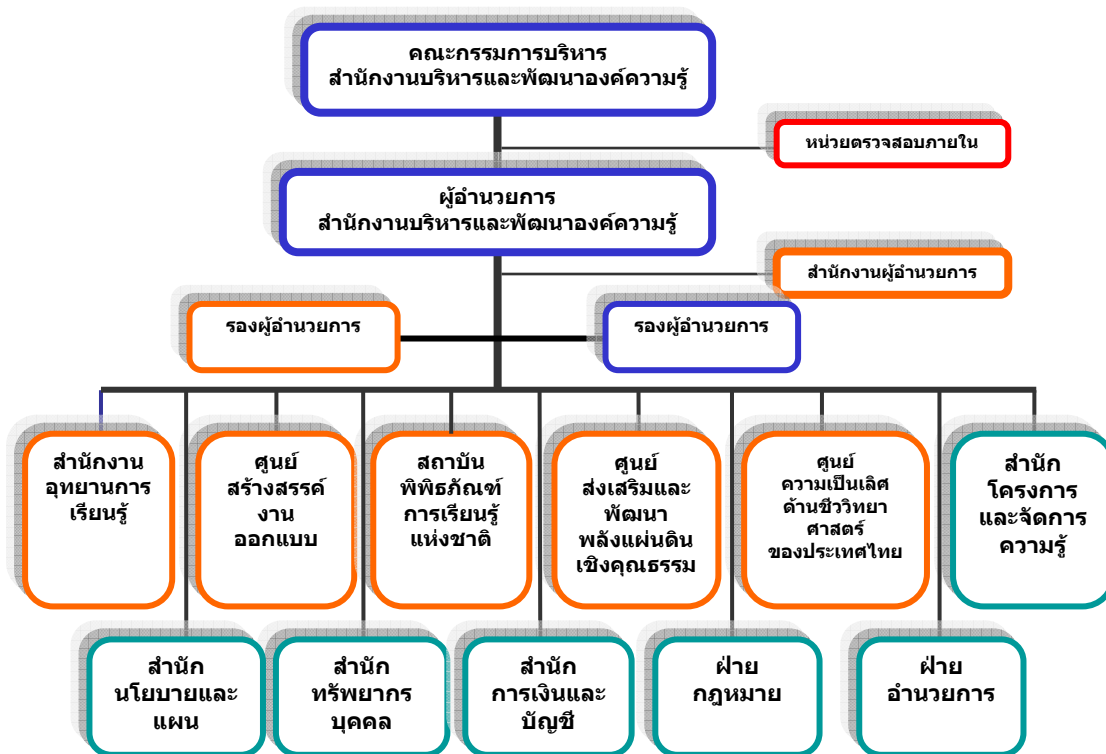 คณะกรรมการบริหาร
สำนักงานบริหารและพัฒนาองค์ความรู้
หน่วยตรวจสอบภายใน
ผู้อำนวยการ
สำนักงานบริหารและพัฒนาองค์ความรู้
สำนักงานผู้อำนวยการ
รองผู้อำนวยการ
รองผู้อำนวยการ
สำนักงาน
อุทยานการ
เรียนรู้
ศูนย์
สร้างสรรค์
งาน
ออกแบบ
สถาบัน
พิพิธภัณฑ์
การเรียนรู้
แห่งชาติ
ศูนย์
ส่งเสริมและ
พัฒนา
พลังแผ่นดิน
เชิงคุณธรรม
ศูนย์
ความเป็นเลิศ
ด้านชีววิทยา
ศาสตร์
ของประเทศไทย
สำนัก
โครงการ
และจัดการ
ความรู้
สำนัก
นโยบายและ
แผน
สำนัก
ทรัพยากร
บุคคล
สำนัก
การเงินและ
บัญชี
ฝ่าย
กฎหมาย
ฝ่าย
อำนวยการ